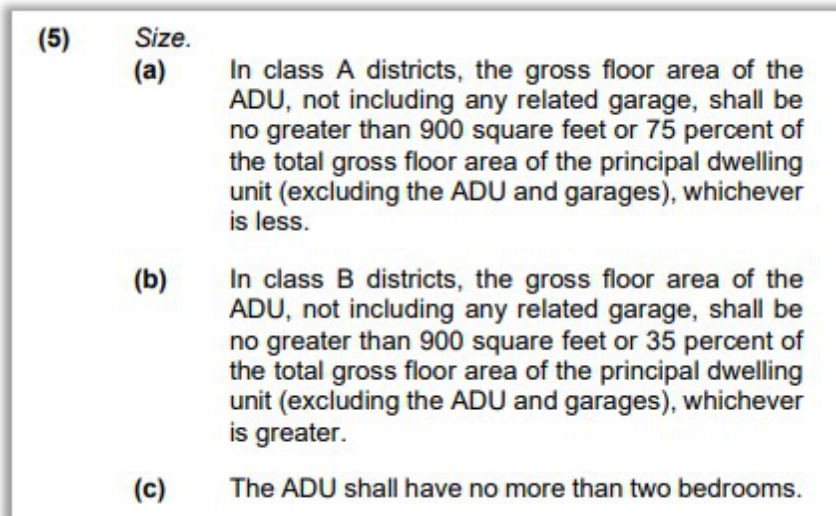 (5) Size.
(a) In class A districts, the gross floor area of the
ADU, not including any related garage, shall be
no greater than 900 square feet or 75 percent of
the total gross floor area of the principal dwelling
unit (excluding the ADU and garages), whichever
is less.
(b) In class B districts, the gross floor area of the
ADU, not including any related garage, shall be
no greater than 900 square feet or 35 percent of
the total gross floor area of the principal dwelling
unit (excluding the ADU and garages), whichever
is greater.
(c) The ADU shall have no more than two bedrooms.